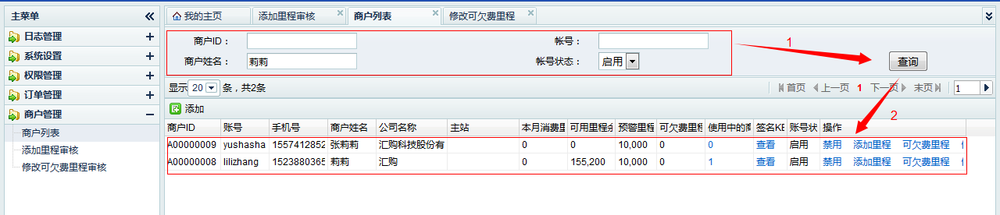 主菜单
日志管理
系统设置
权限管理
订单管理
商户管理
商户列表
添加里程审核
修改可欠费里程审核
我的主页 添加里程审核 商户列表 修改可欠费里程
商户ID： 帐号：
商户姓名： 莉莉 帐号状态： 启用 查询
1
显示 20 条，共2条 首页 上一页 1 下一页 末页 1
添加
2
商户ID 账号 手机号 商户姓名 公司名称 主站 本月消费里 可用里程余 预警里程 可欠费里程 使用中的商 签名KE 账号状 操作
A00000009 yushasha 1557412852 张莉莉 汇购科技股份有 0 0 10,000 0 0 查看 启用 禁用 添加里程 可欠费里程
A00000008 lilizhang 1523880365 莉莉 汇购 0 155,200 10,000 0 1 查看 启用 禁用 添加里程 可欠费里程